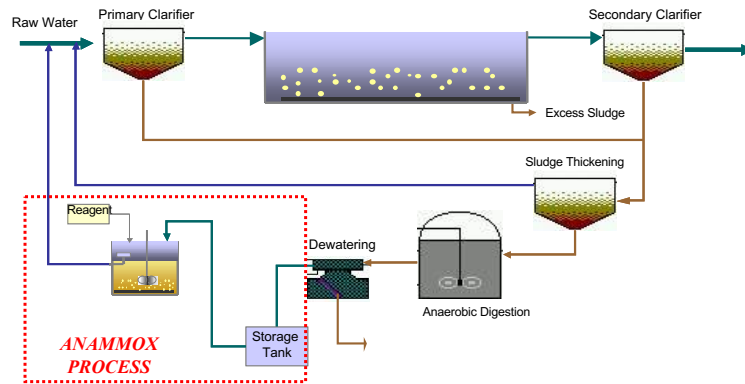 Primary Clarifier
Secondary Clarifier
Raw Water
Excess Sludge
Sludge Thickening
Reagent
Dewatering
Anaerobic Digestion
Storage
Tank
ANAMMOX
PROCESS